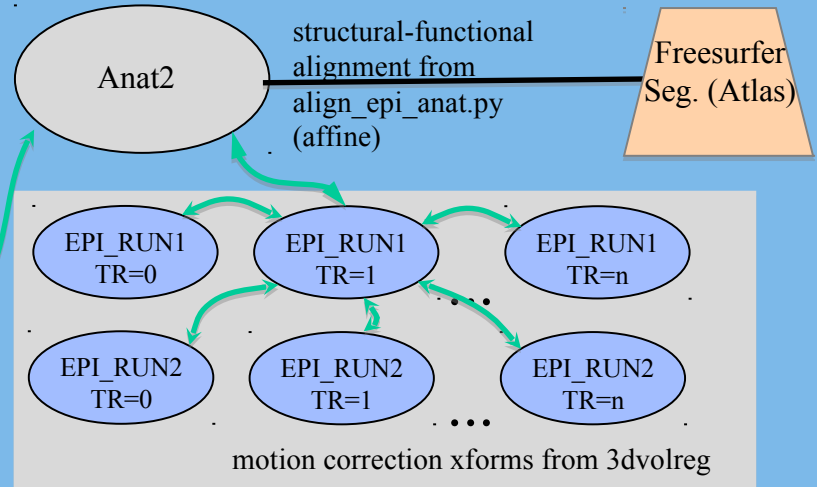 Anat2
structural-functional
alignment from
align_epi_anat.py
(affine)
Freesurfer
Seg. (Atlas)
EPI_RUN1
TR=0
EPI_RUN1
TR=1
EPI_RUN1
TR=n
...
EPI_RUN2
TR=0
EPI_RUN2
TR=1
EPI_RUN2
TR=n
...
motion correction xforms from 3dvolreg